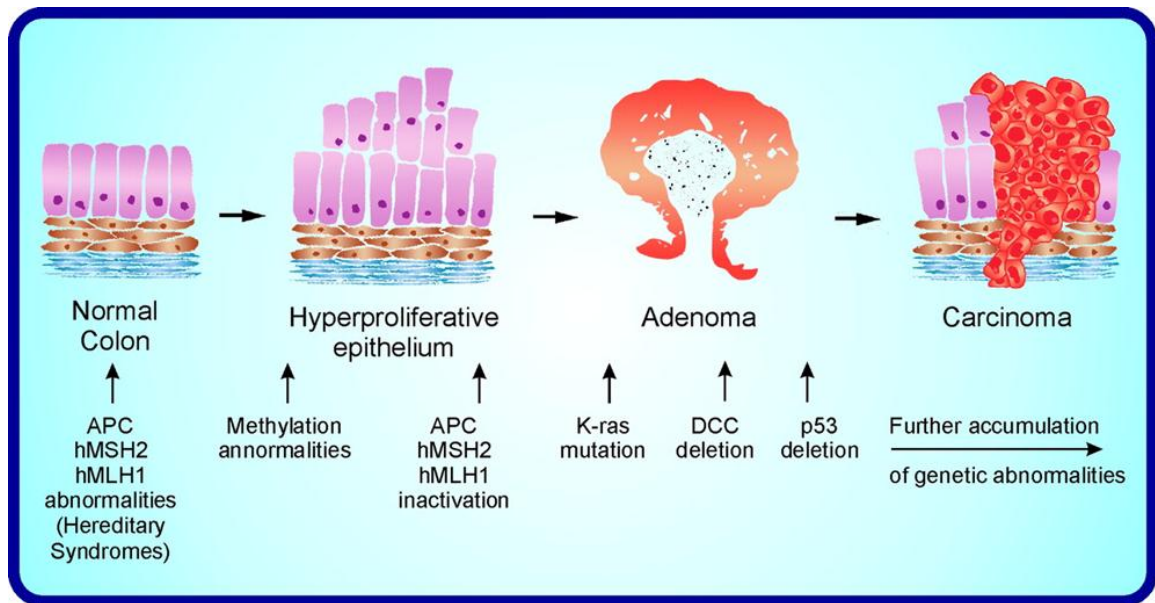 Normal
Colon
Hyperproliferative
epithelium
Adenoma
Carcinoma
APC
hMSH2
hMLH1
abnormalities
(Hereditary
Syndromes)
Methylation
annormalities
APC
hMSH2
hMLH1
inactivation
K-ras
mutation
DCC
deletion
p53
deletion
Further accumulation
of genetic abnormalities